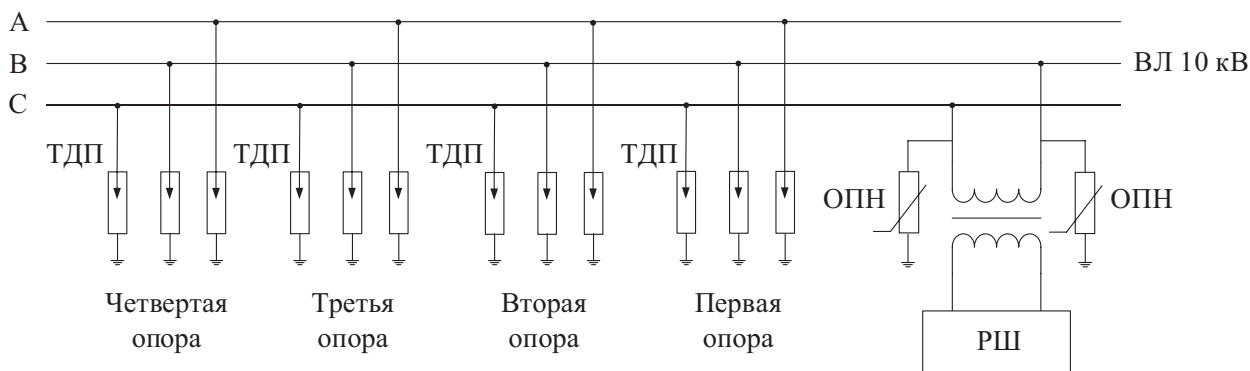 А
В
ВЛ 10 кВ
С
ТДП
ТДП
ТДП
ТДП
ОПН
ОПН
Четвертая
опора
Третья
опора
Вторая
опора
Первая
опора
РШ